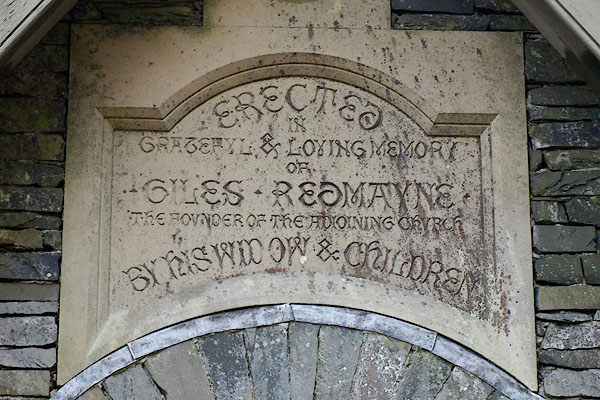 ERECTED
IN
GRATEFUL & LOVING MEMORY
OF
GILES · REDMAYNE
THE FOUNDER OF THE ADJOINING CHURCH
BY HIS WIDOW & CHILDREN